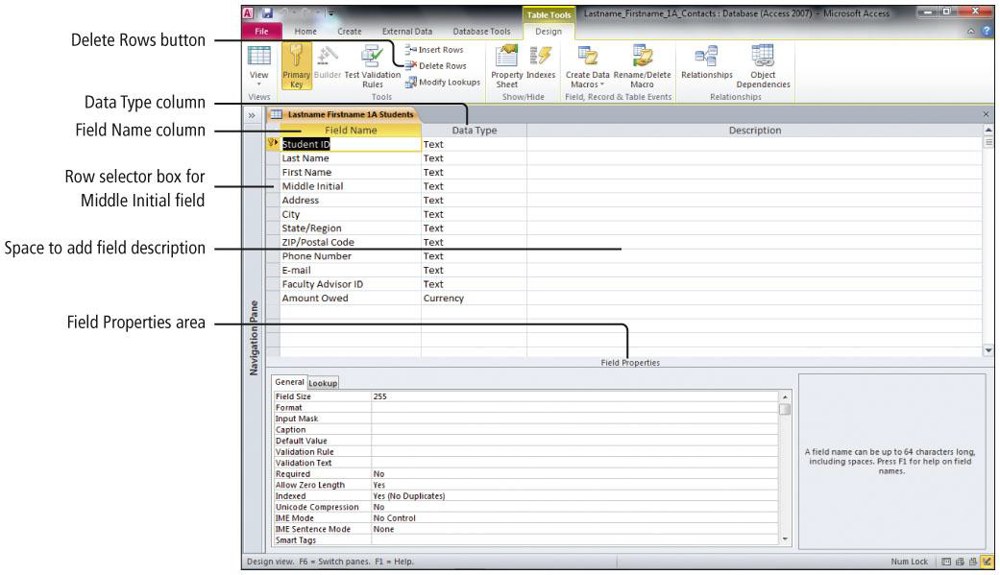 Table Tools
Lastname_Firstname_1A_Contacts : Database (Access 2007) - Microsoft Access
File
Home
Create
External Data
Database Tools
Design
View
Primary Key
Builder
Test Validation Rules
Insert Rows
Delete Rows
Modify Lookups
Property Sheet
Indexes
Create Data Macros
Rename/Delete Macro
Relationships
Object Dependencies
Views
Tools
Show/Hide
Field, Record & Table Events
Relationships
Delete Rows button
Data Type column
Field Name column
Row selector box for
Middle Initial field
Space to add field description
Field Properties area
Lastname Firstname 1A Students
Field Name Data Type Description
Student ID Text
Last Name Text
First Name Text
Middle Initial Text
Address Text
City Text
State/Region Text
ZIP/Postal Code Text
Phone Number Text
E-mail Text
Faculty Advisor ID Text
Amount Owed Currency
Navigation Pane
Field Properties
General Lookup
Field Size 255
Format
Input Mask
Caption
Default Value
Validation Rule
Validation Text
Required No
Allow Zero Length Yes
Indexed Yes (No Duplicates)
Unicode Compression No
IME Mode No Control
IME Sentence Mode None
Smart Tags
A field name can be up to 64 characters long,
including spaces. Press F1 for help on field
names.
Design view. F6 = Switch panes. F1 = Help.
Num Lock